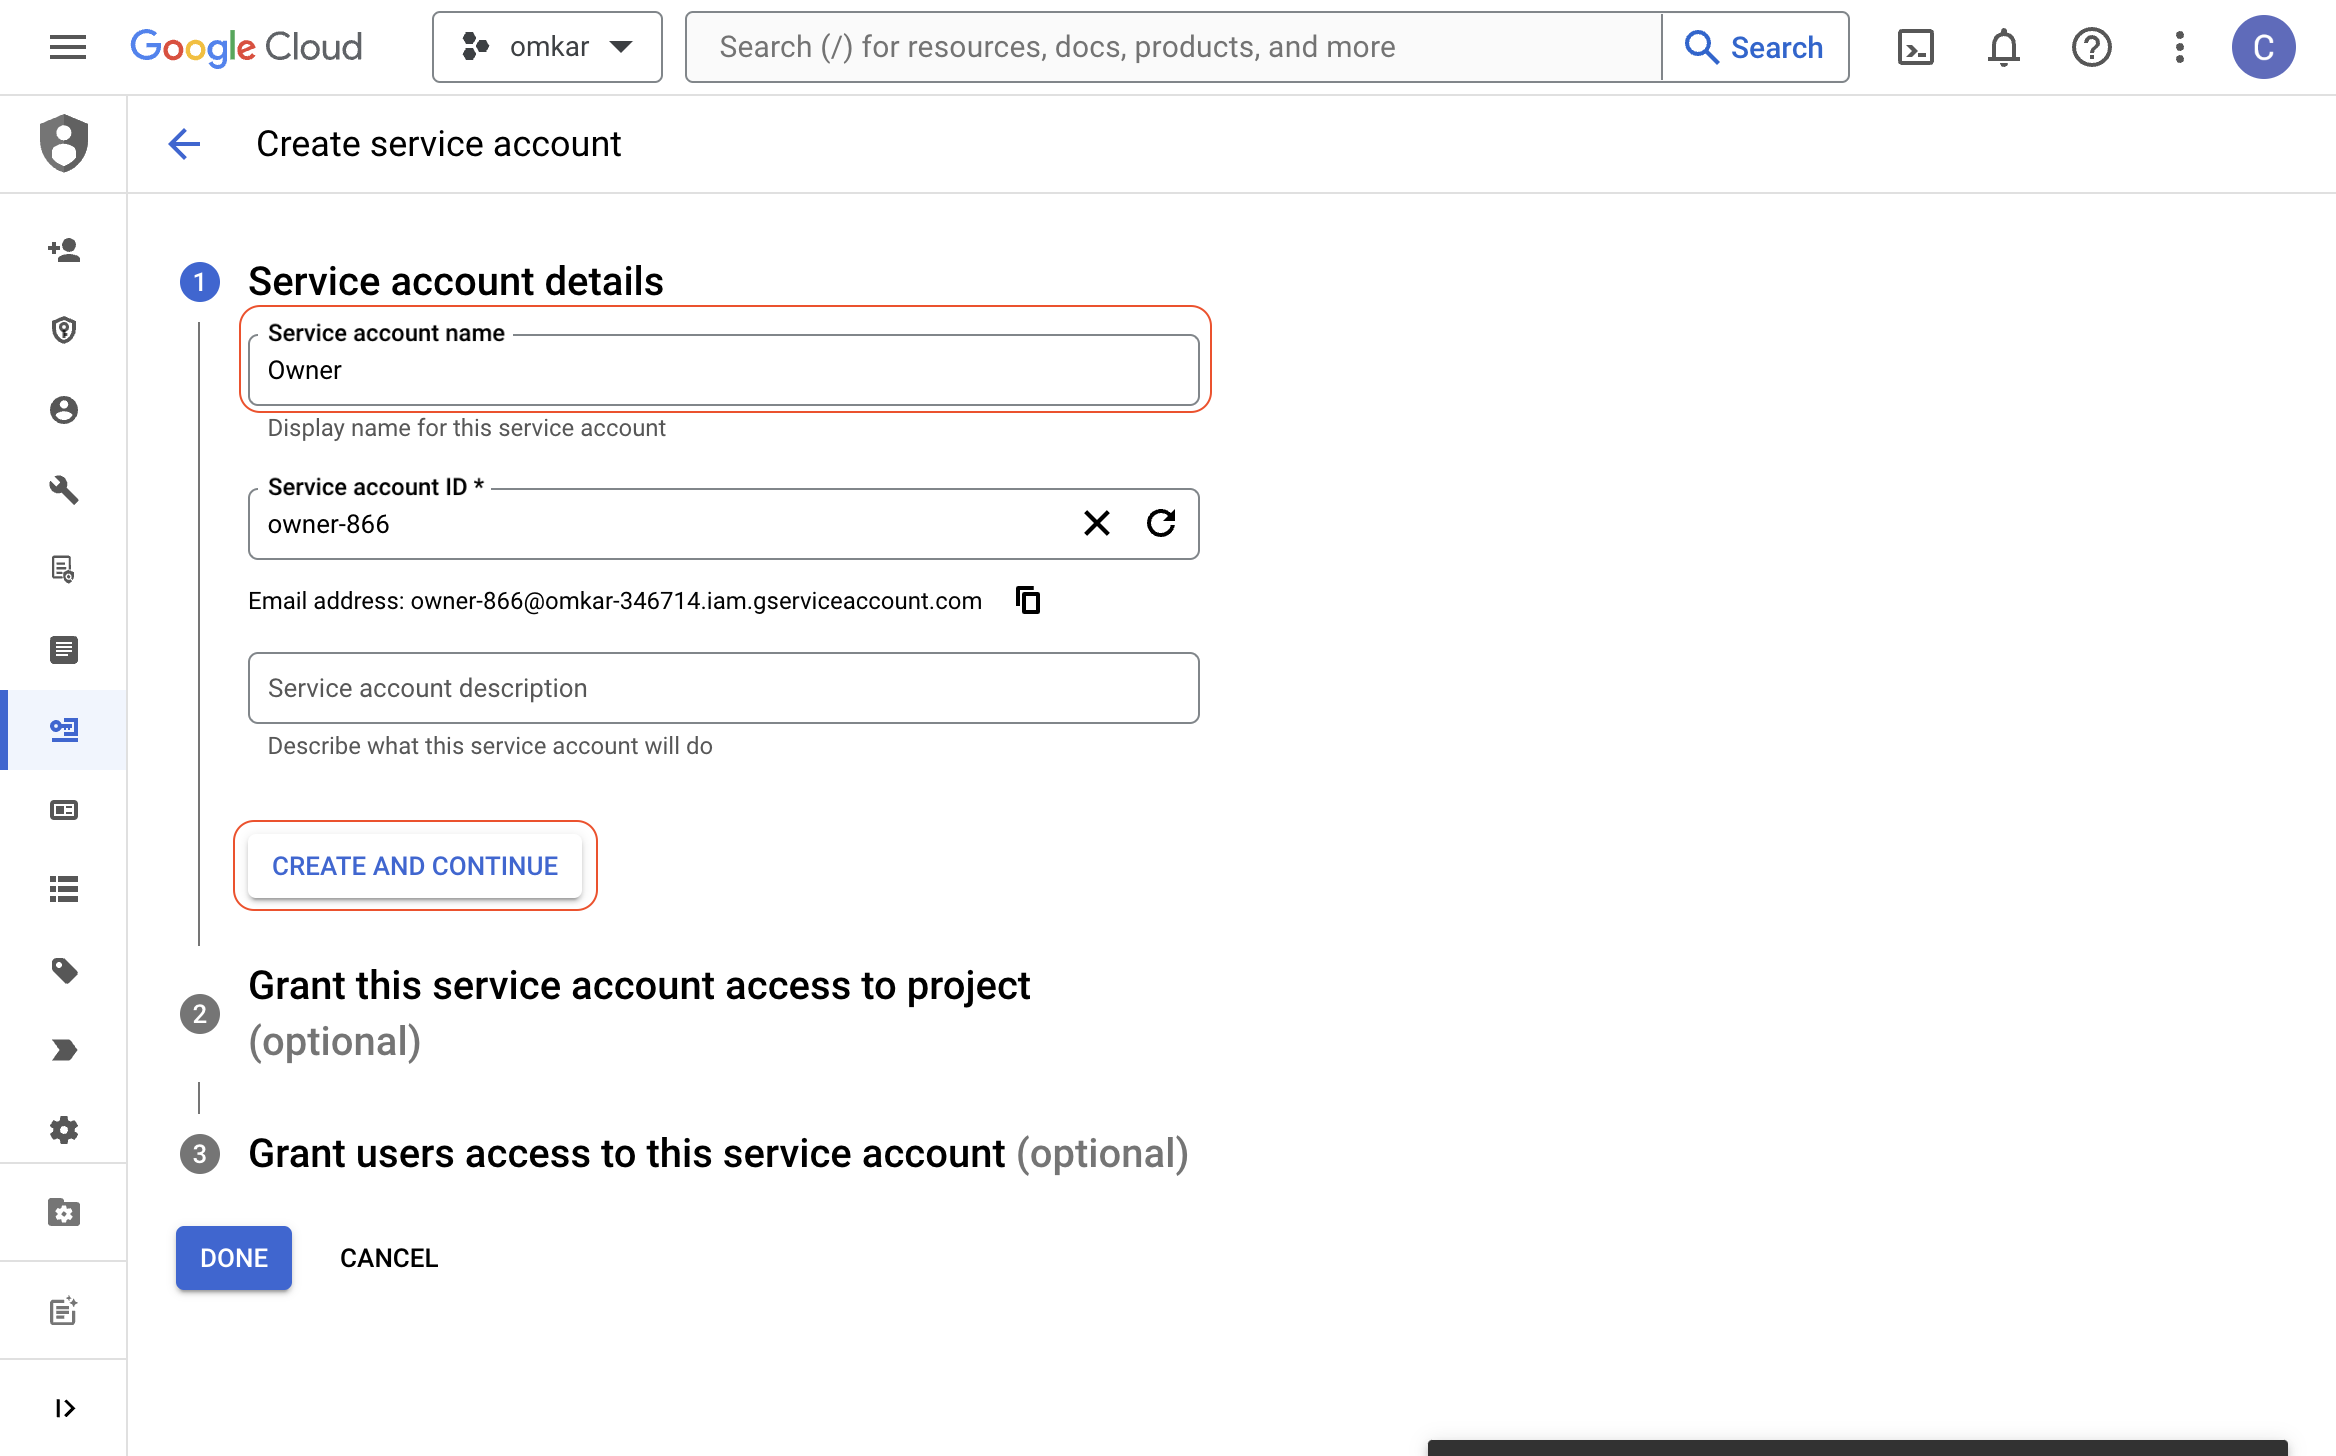 Google Cloud
omkar
Search (/) for resources, docs, products, and more
Search
C
Create service account
1
Service account details
Service account name
Owner
Display name for this service account
Service account ID *
owner-866
Email address: owner-866@omkar-346714.iam.gserviceaccount.com
Service account description
Describe what this service account will do
CREATE AND CONTINUE
2
Grant this service account access to project
(optional)
3
Grant users access to this service account (optional)
DONE
CANCEL